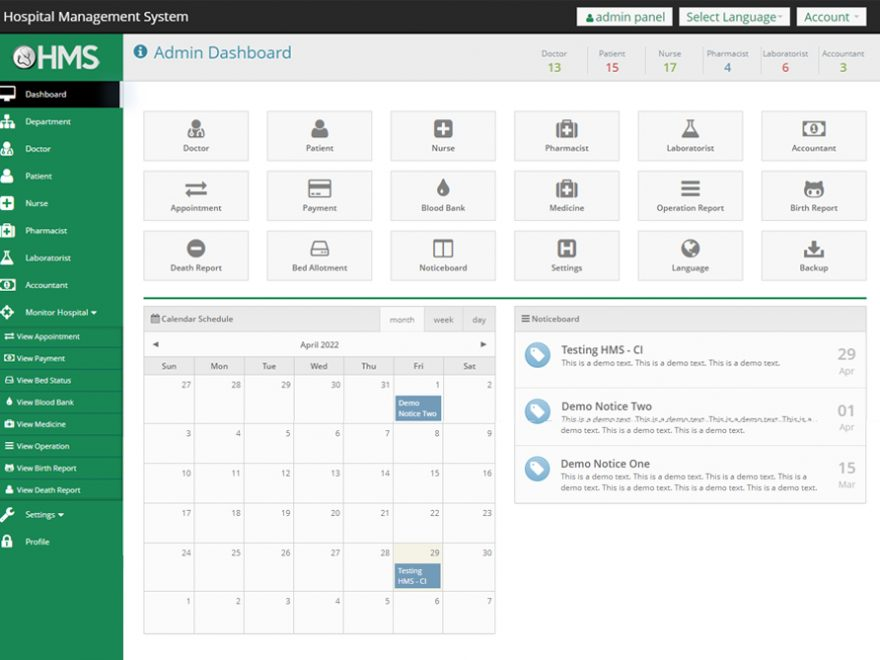 Hospital Management System
admin panel
Select Language
Account
HMS
Admin Dashboard
Doctor
13
Patient
15
Nurse
17
Pharmacist
4
Laboratorist
6
Accountant
3
Dashboard
Department
Doctor
Patient
Nurse
Pharmacist
Laboratorist
Accountant
Monitor Hospital
View Appointment
View Payment
View Bed Status
View Blood Bank
View Medicine
View Operation
View Birth Report
View Death Report
Settings
Profile
Doctor
Patient
Nurse
Pharmacist
Laboratorist
Accountant
Appointment
Payment
Blood Bank
Medicine
Operation Report
Birth Report
Death Report
Bed Allotment
Noticeboard
Settings
Language
Backup
Calendar Schedule
month
week
day
April 2022
Sun Mon Tue Wed Thu Fri Sat
27 28 29 30 31 1 2
Demo
Notice Two
3 4 5 6 7 8 9
10 11 12 13 14 15 16
17 18 19 20 21 22 23
24 25 26 27 28 29 30
Testing
HMS - CI
1 2 3 4 5 6 7
Noticeboard
Testing HMS - CI
This is a demo text. This is a demo text. This is a demo text.
29
Apr
Demo Notice Two
This is a demo text. This is a demo text. This is a demo text. This is a
demo text. This is a demo text. This is a demo text.
01
Apr
Demo Notice One
This is a demo text. This is a demo text. This is a demo text. This is a
demo text. This is a demo text. This is a demo text. This is a demo text.
15
Mar